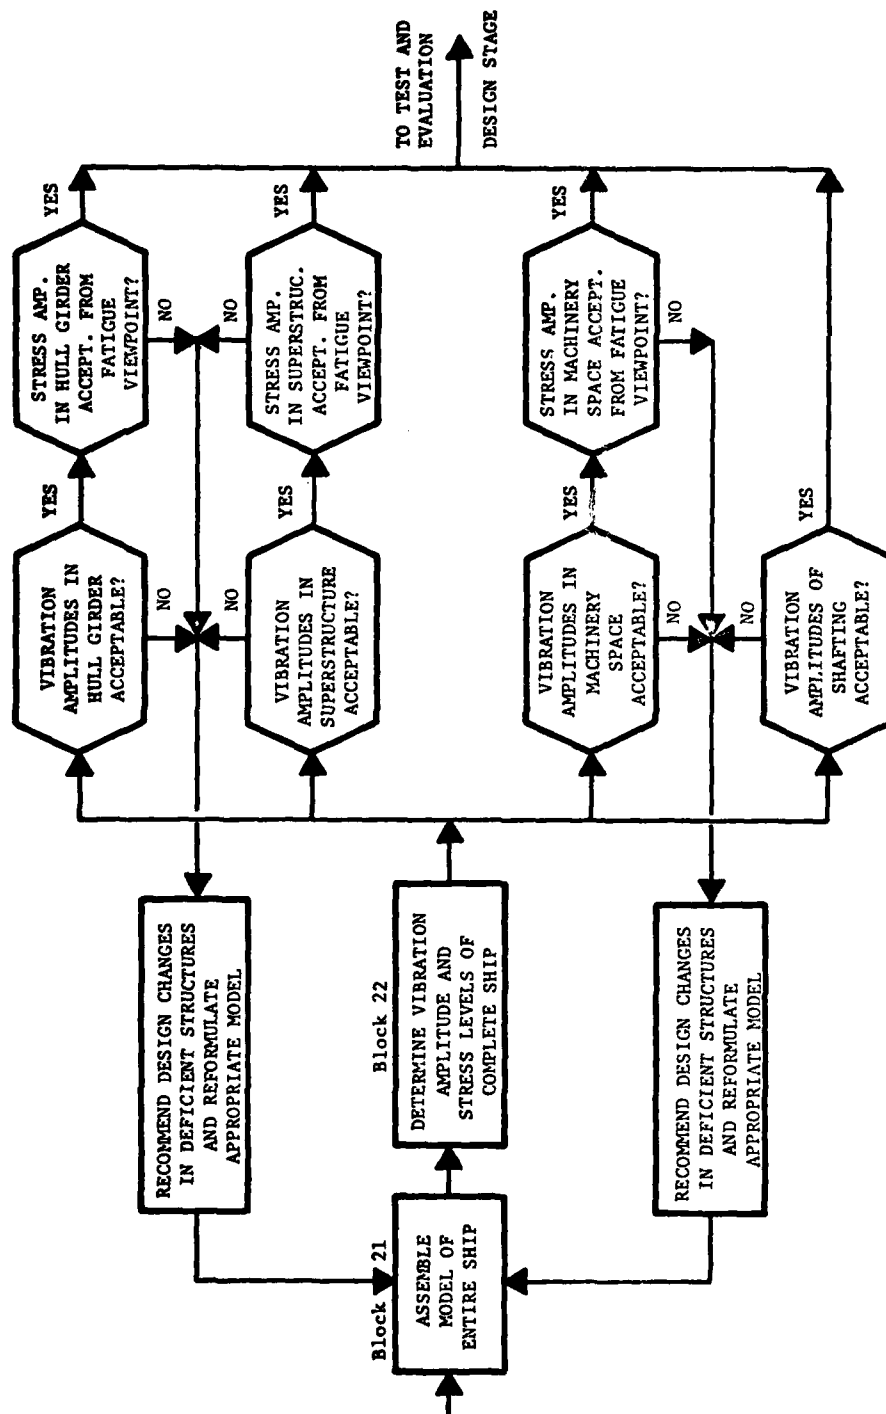 Block 21
ASSEMBLE
MODEL OF
ENTIRE SHIP
Block 22
DETERMINE VIBRATION
AMPLITUDE AND
STRESS LEVELS OF
COMPLETE SHIP
RECOMMEND DESIGN CHANGES
IN DEFICIENT STRUCTURES
AND REFORMULATE
APPROPRIATE MODEL
RECOMMEND DESIGN CHANGES
IN DEFICIENT STRUCTURES
AND REFORMULATE
APPROPRIATE MODEL
VIBRATION
AMPLITUDES IN
HULL GIRDER
ACCEPTABLE?
YES
NO
STRESS AMP.
IN HULL GIRDER
ACCEPT. FROM
FATIGUE
VIEWPOINT?
YES
NO
VIBRATION
AMPLITUDES IN
SUPERSTRUCTURE
ACCEPTABLE?
YES
NO
STRESS AMP.
IN SUPERSTRUC.
ACCEPT. FROM
FATIGUE
VIEWPOINT?
YES
NO
VIBRATION
AMPLITUDES IN
MACHINERY
SPACE
ACCEPTABLE?
YES
NO
STRESS AMP.
IN MACHINERY
SPACE ACCEPT.
FROM FATIGUE
VIEWPOINT?
YES
NO
VIBRATION
AMPLITUDES OF
SHAFTING
ACCEPTABLE?
YES
NO
TO TEST AND
EVALUATION
DESIGN STAGE